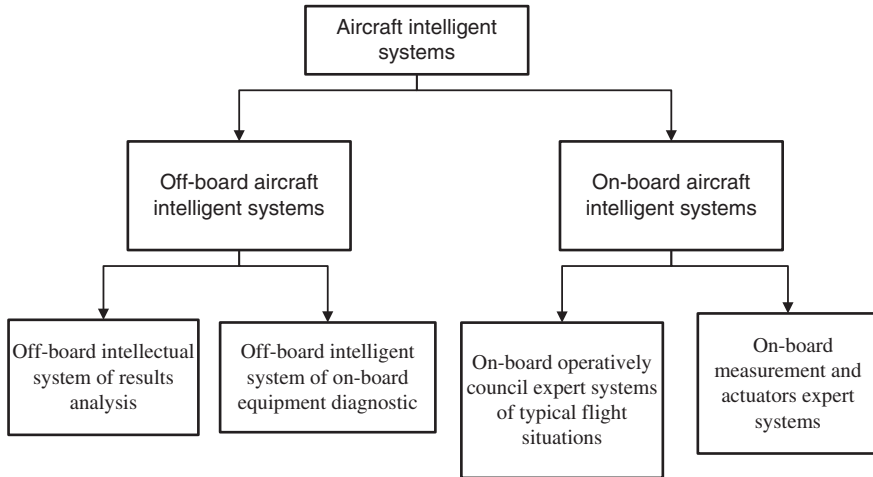 Aircraft intelligent
systems
Off-board aircraft
intelligent systems
On-board aircraft
intelligent systems
Off-board intellectual
system of results
analysis
Off-board intelligent
system of on-board
equipment diagnostic
On-board operatively
council expert systems
of typical flight
situations
On-board
measurement and
actuators expert
systems